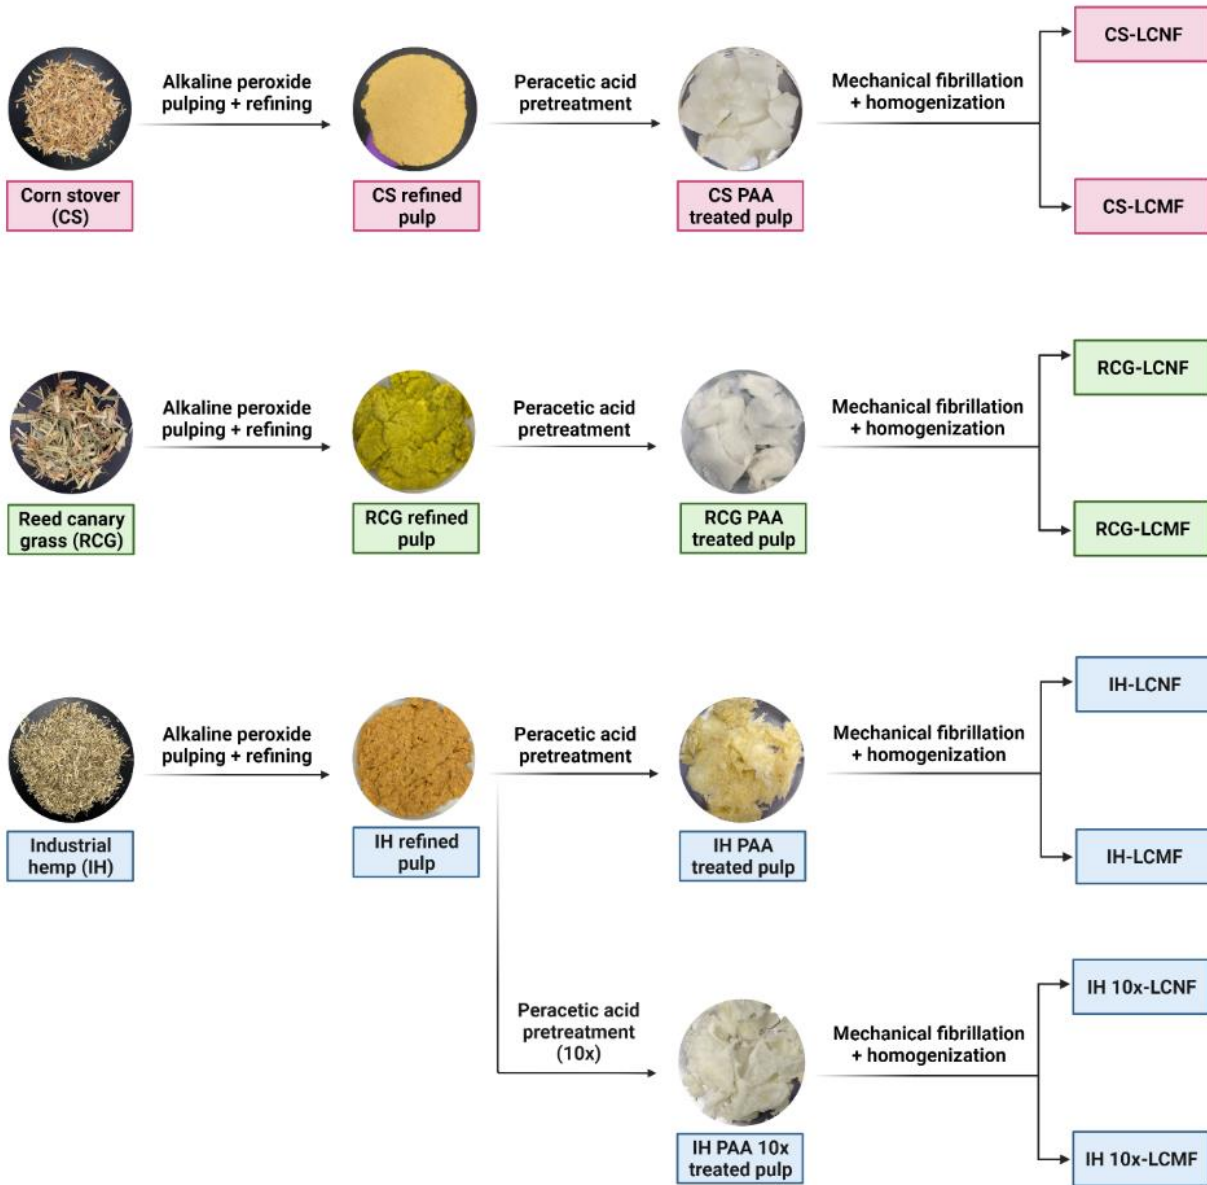 Alkaline peroxide
pulping + refining
Peracetic acid
pretreatment
Mechanical fibrillation
+ homogenization
CS-LCNF
Corn stover
(CS)
CS refined
pulp
CS PAA
treated pulp
CS-LCMF
Alkaline peroxide
pulping + refining
Peracetic acid
pretreatment
Mechanical fibrillation
+ homogenization
RCG-LCNF
Reed canary
grass (RCG)
RCG refined
pulp
RCG PAA
treated pulp
RCG-LCMF
Alkaline peroxide
pulping + refining
Peracetic acid
pretreatment
Mechanical fibrillation
+ homogenization
IH-LCNF
Industrial
hemp (IH)
IH refined
pulp
IH PAA
treated pulp
IH-LCMF
Peracetic acid
pretreatment
(10x)
Mechanical fibrillation
+ homogenization
IH 10x-LCNF
IH PAA 10x
treated pulp
IH 10x-LCMF